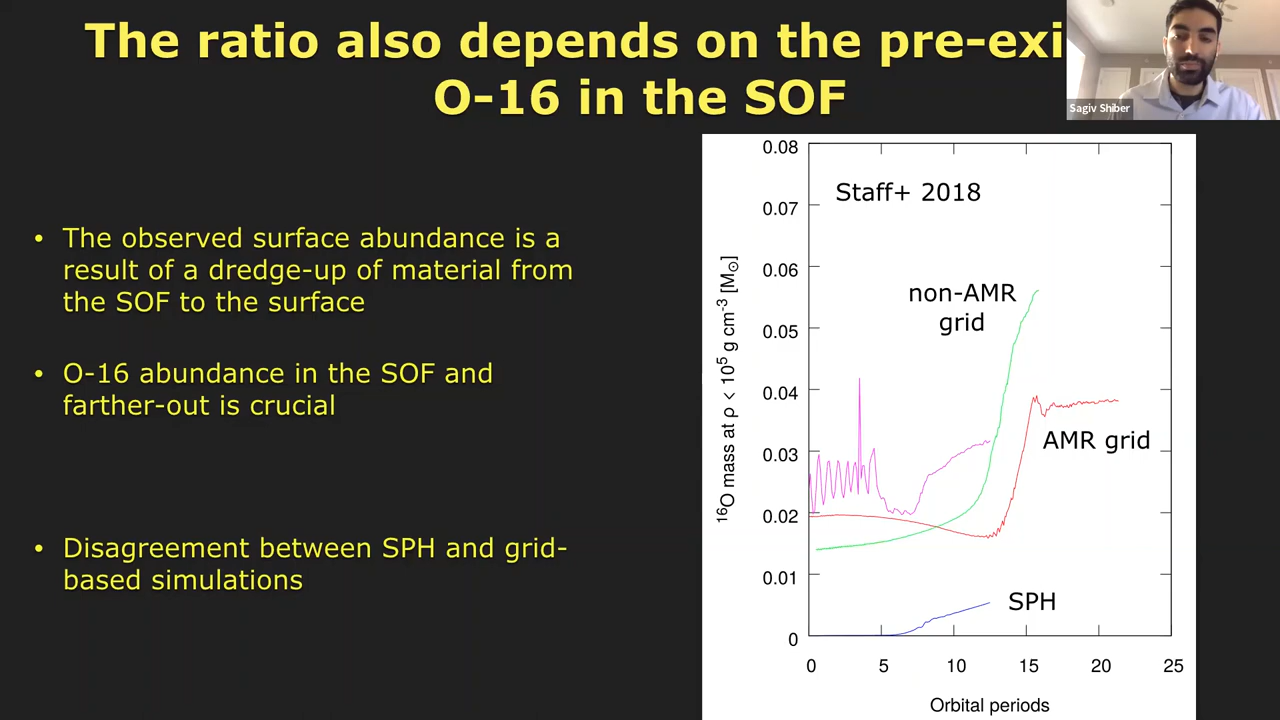 The ratio also depends on the pre-exi
O-16 in the SOF
Sagiv Shiber
• The observed surface abundance is a
result of a dredge-up of material from
the SOF to the surface
• O-16 abundance in the SOF and
farther-out is crucial
• Disagreement between SPH and grid-
based simulations
0.08
0.07
0.06
0.05
0.04
0.03
0.02
0.01
0
¹⁶O mass at ρ < 10⁵ g cm⁻³ [M☉]
Staff+ 2018
non-AMR
grid
AMR grid
SPH
0 5 10 15 20 25
Orbital periods